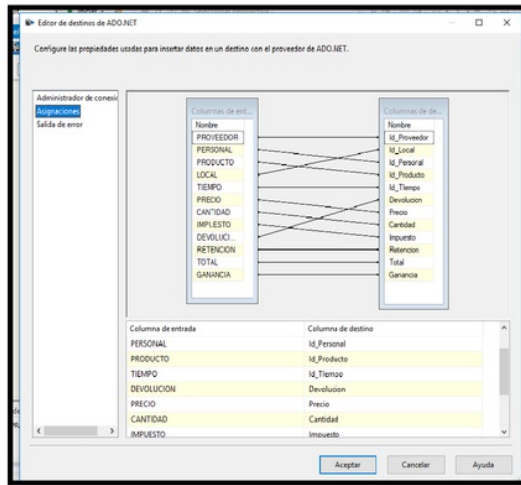 Editor de destinos de ADO.NET
Configure las propiedades usadas para insertar datos en un destino con el proveedor de ADO.NET.
Administrador de conexió
Asignaciones
Salida de error
Columnas de ent...
Nombre
PROVEEDOR
PERSONAL
PRODUCTO
LOCAL
TIEMPO
PRECIO
CANTIDAD
IMPLESTO
DEVOLUCI...
RETENCION
TOTAL
GANANCIA
Columnas de de...
Nombre
Id_Proveedor
Id_Local
Id_Personal
Id_Producto
Id_Tiempo
Devolucion
Precio
Cantidad
Impuesto
Retencion
Total
Ganancia
Columna de entrada Columna de destino
PERSONAL Id_Personal
PRODUCTO Id_Producto
TIEMPO Id_Tiempo
DEVOLUCION Devolucion
PRECIO Precio
CANTIDAD Cantidad
IMPUESTO Impuesto
Aceptar Cancelar Ayuda